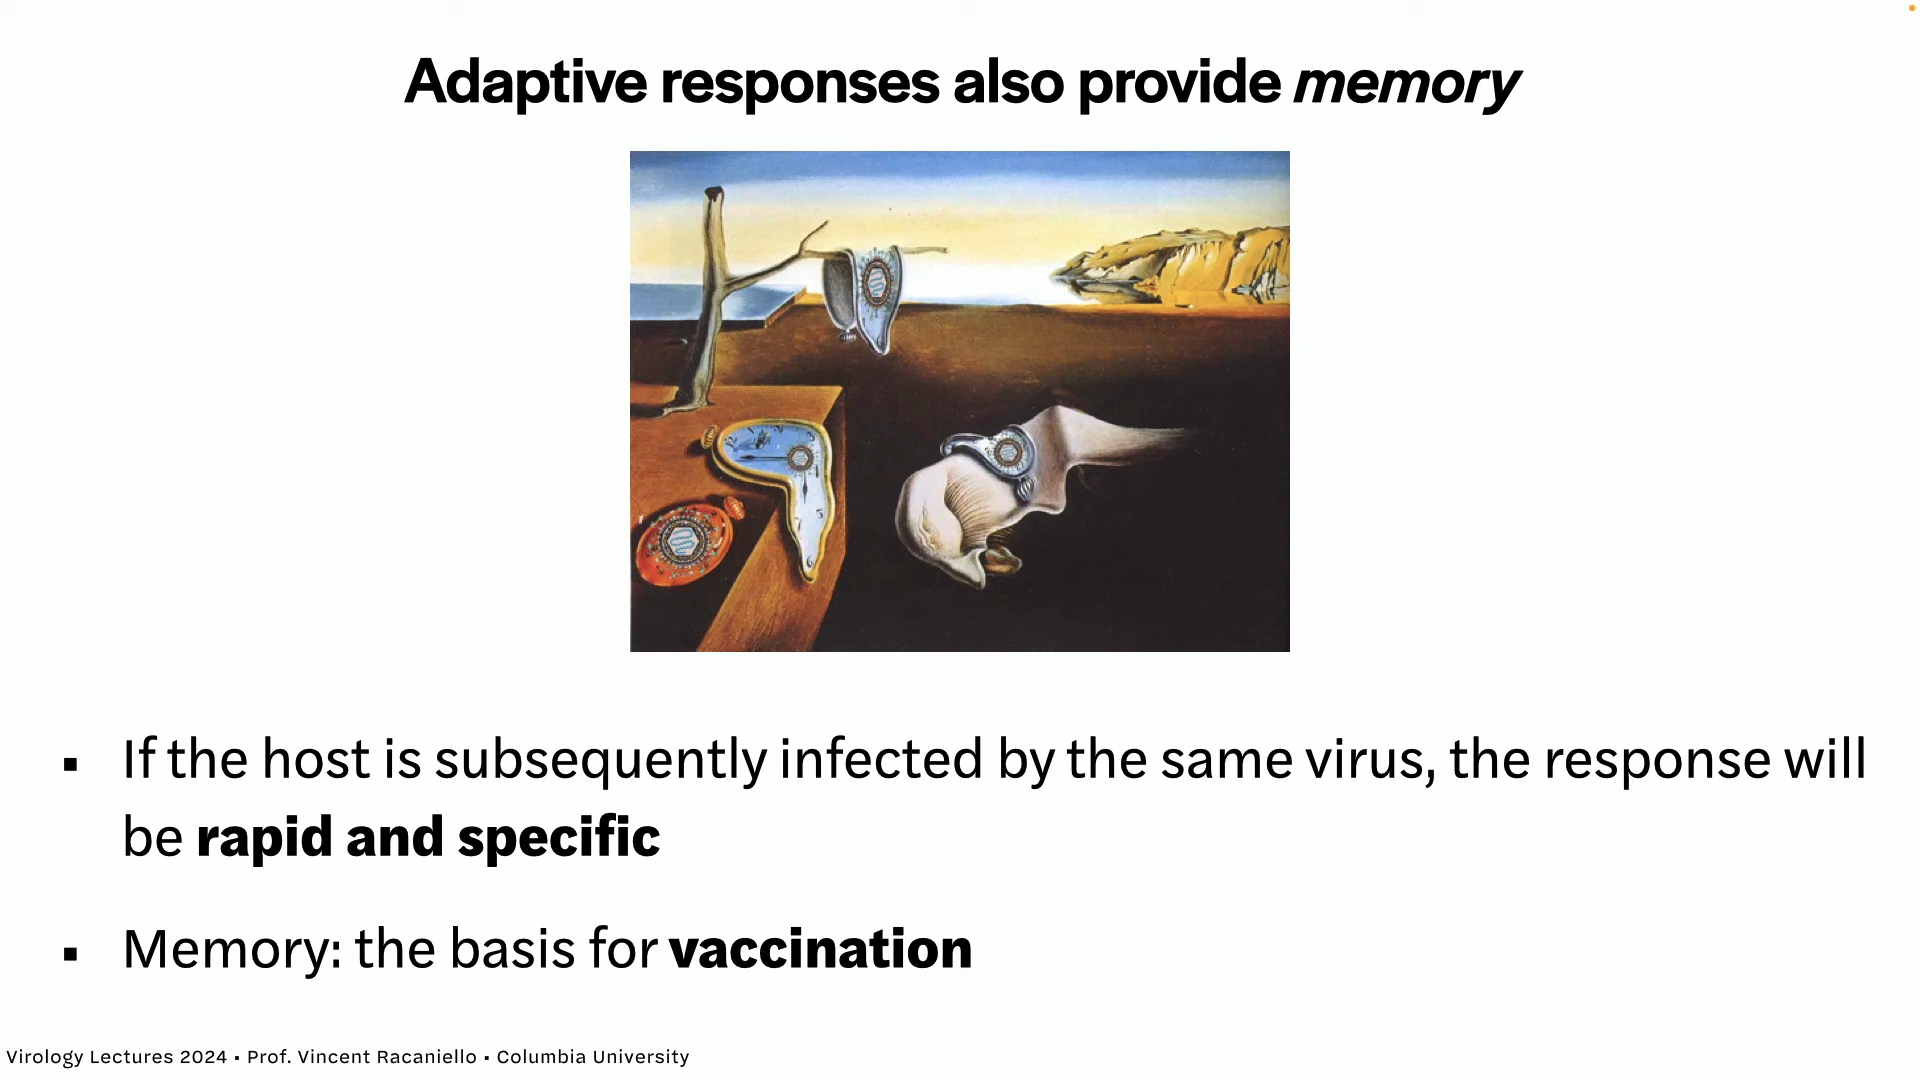 Adaptive responses also provide memory
▪ If the host is subsequently infected by the same virus, the response will
be rapid and specific
▪ Memory: the basis for vaccination
Virology Lectures 2024 ▪ Prof. Vincent Racaniello ▪ Columbia University